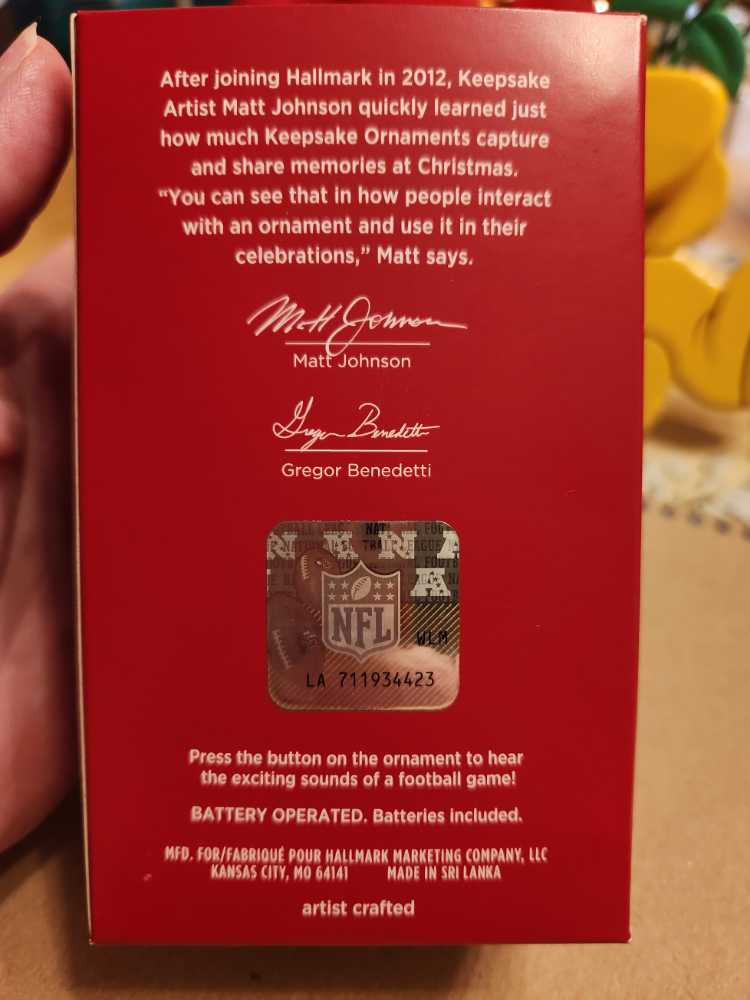 After joining Hallmark in 2012, Keepsake
Artist Matt Johnson quickly learned just
how much Keepsake Ornaments capture
and share memories at Christmas.
“You can see that in how people interact
with an ornament and use it in their
celebrations,” Matt says.
Matt Johnson
Matt Johnson
Gregor Benedetti
Gregor Benedetti
NFL
WLM
LA 711934423
Press the button on the ornament to hear
the exciting sounds of a football game!
BATTERY OPERATED. Batteries included.
MFD. FOR/FABRIQUÉ POUR HALLMARK MARKETING COMPANY, LLC
KANSAS CITY, MO 64141 MADE IN SRI LANKA
artist crafted